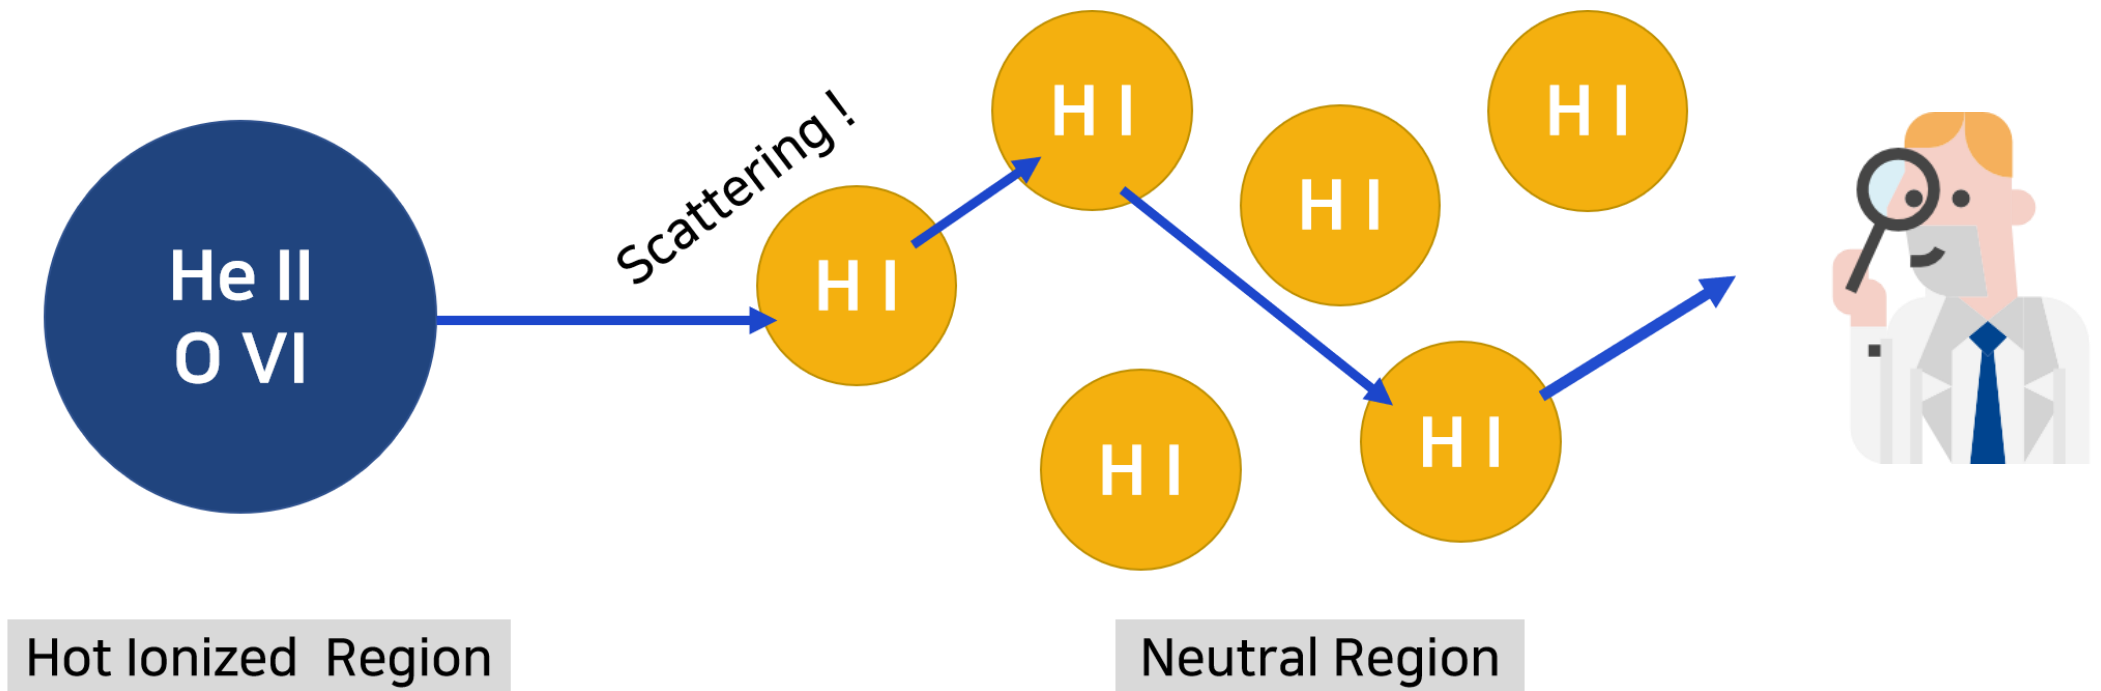 He II
O VI
Scattering !
H I
H I
H I
H I
H I
H I
Hot Ionized Region
Neutral Region